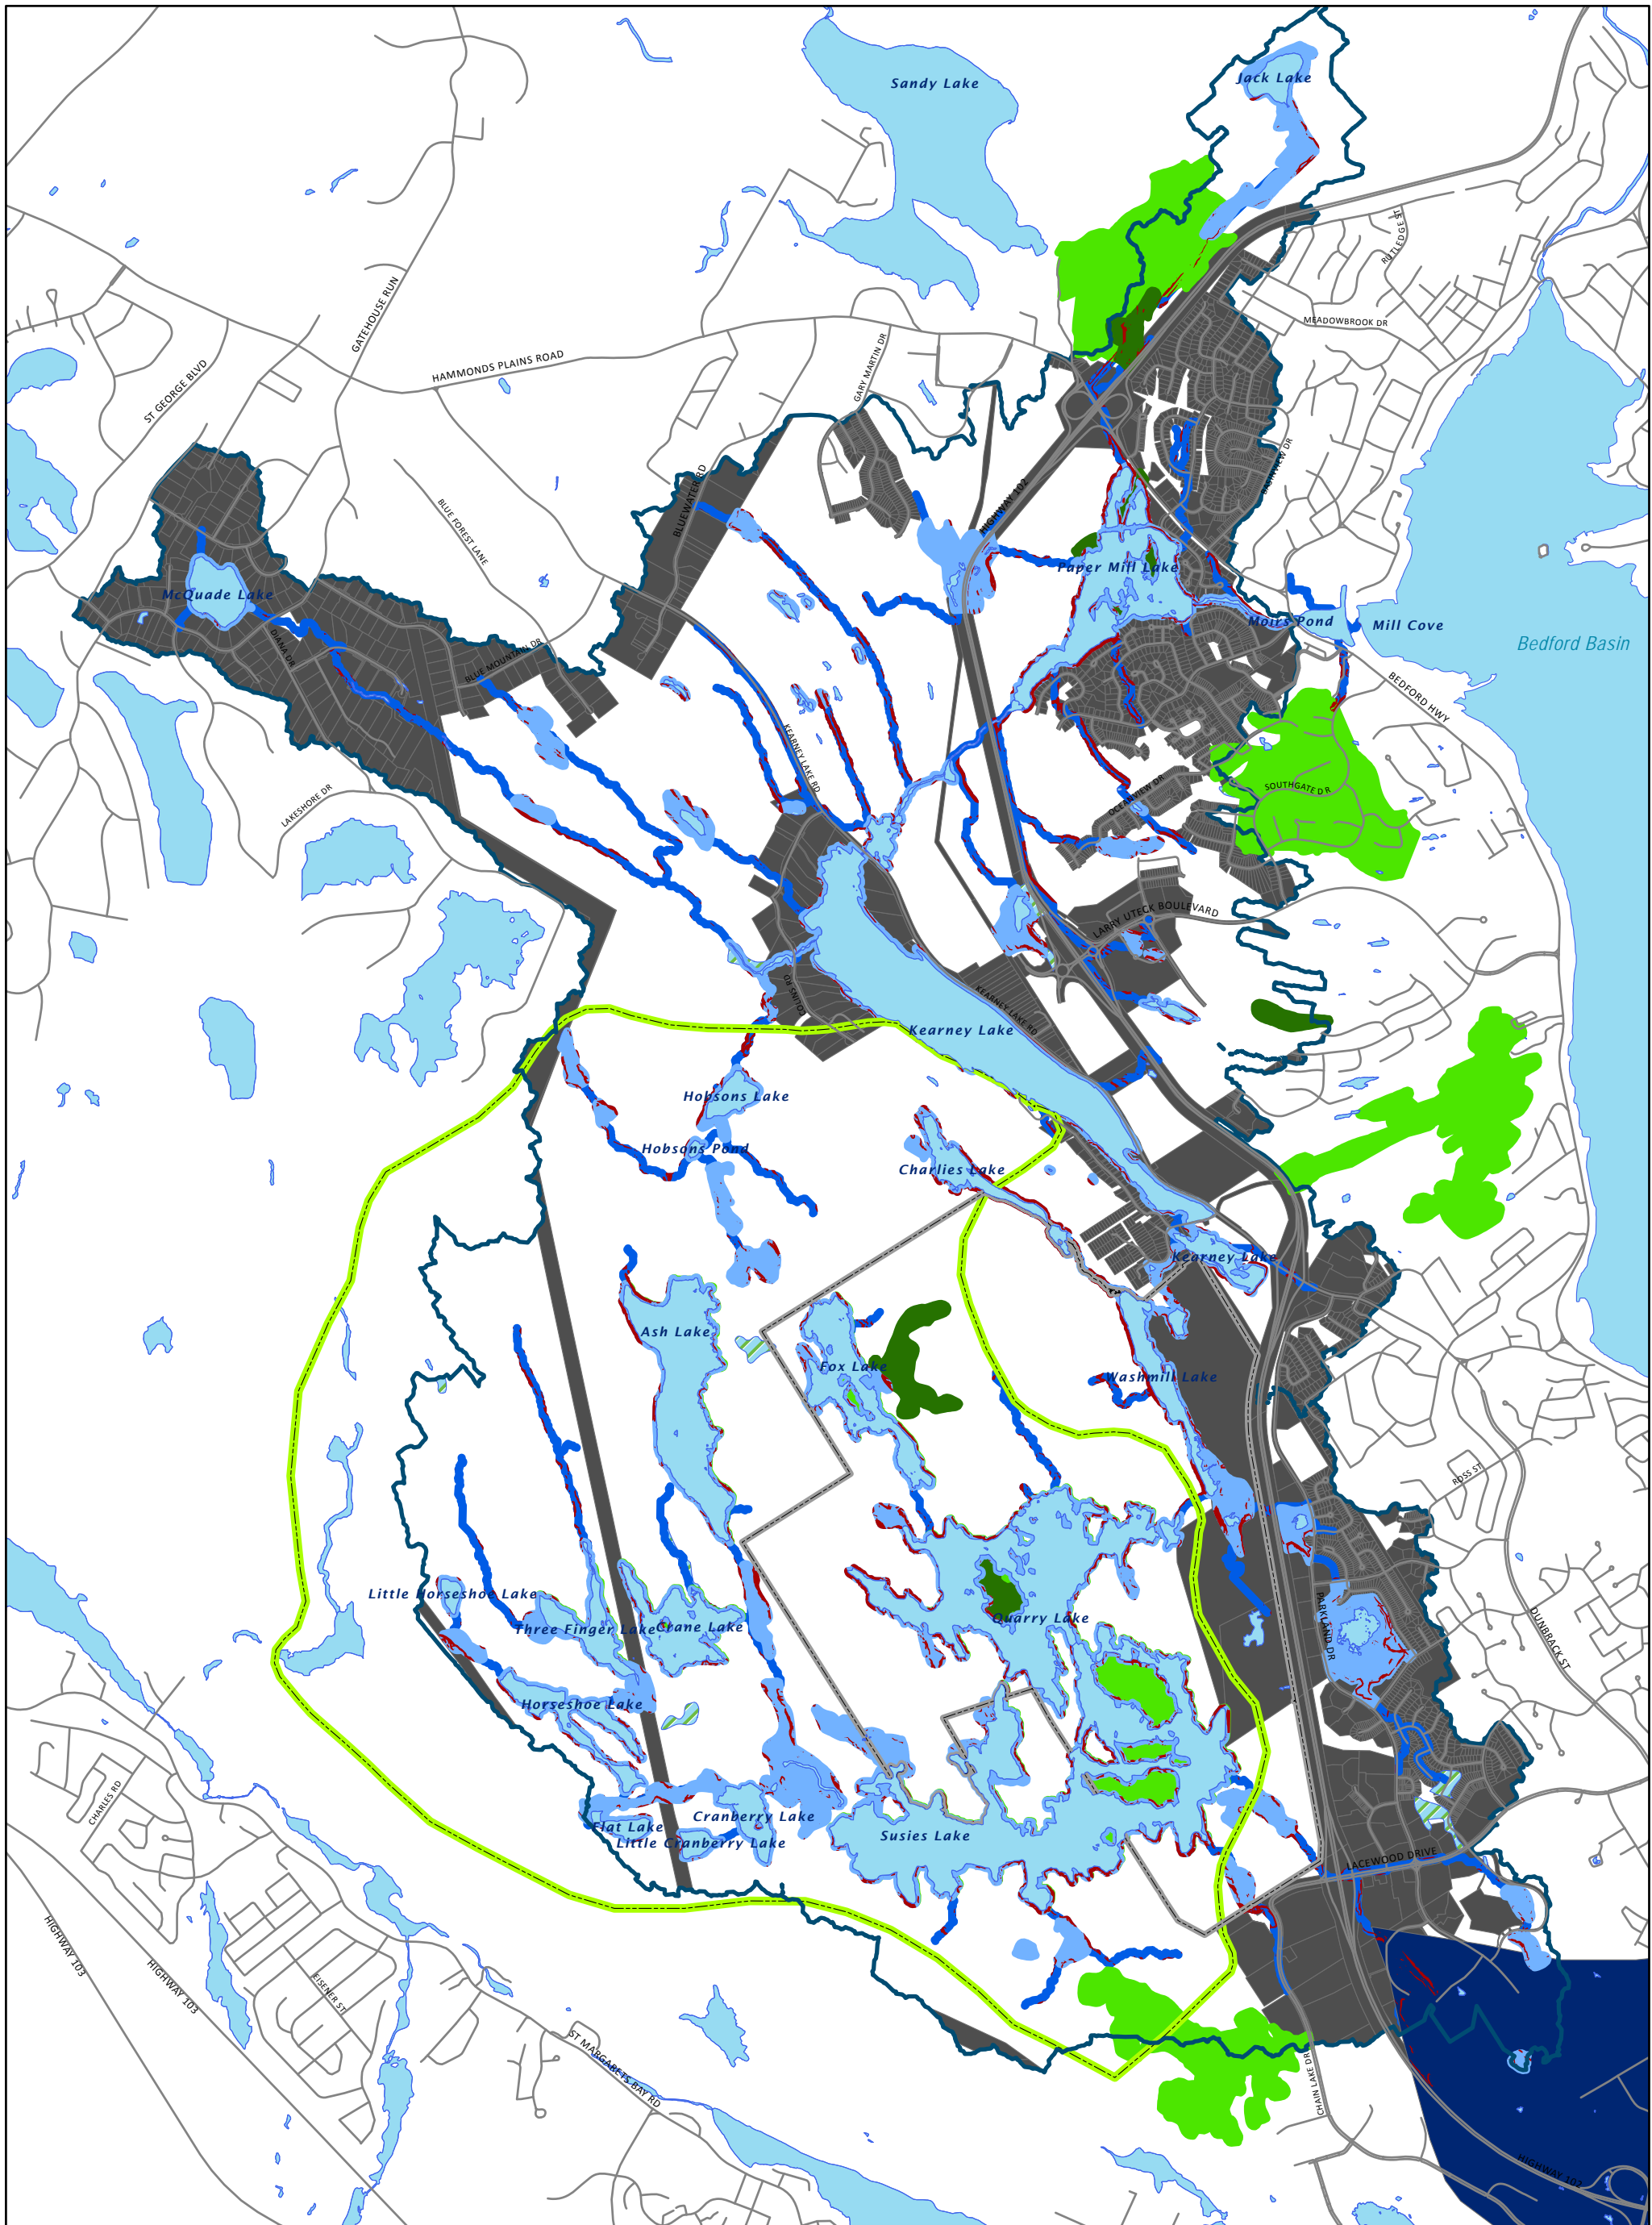 Jack Lake
Sandy Lake
RUTLEDGE ST
GATEHOUSE RUN
MEADOWBROOK DR
HAMMONDS PLAINS ROAD
GARY MARTIN DR
ST GEORGE BLVD
BASINVIEW DR
BLUEWATER RD
HIGHWAY 102
BLUE FOREST LANE
Paper Mill Lake
McQuade Lake
Moirs Pond
Mill Cove
Bedford Basin
DIANA DR
BLUE MOUNTAIN DR
BEDFORD HWY
KEARNEY LAKE RD
SOUTHGATE DR
OCEANVIEW DR
LAKESHORE DR
LARRY UTECK BOULEVARD
COLINS RD
KEARNEY LAKE RD
Kearney Lake
Hobsons Lake
Hobsons Pond
Charlies Lake
Kearney Lake
Ash Lake
Fox Lake
Washmill Lake
ROSS ST
Little Horseshoe Lake
Quarry Lake
Three Finger Lake
Crane Lake
PARKLAND DR
DUNBRACK ST
Horseshoe Lake
CHARLES RD
Cranberry Lake
Flat Lake
Susies Lake
Little Cranberry Lake
LACEWOOD DRIVE
HIGHWAY 103
HIGHWAY 103
EISENER ST
ST MARGARETS BAY RD
CHAIN LAKE DR
HIGHWAY 102